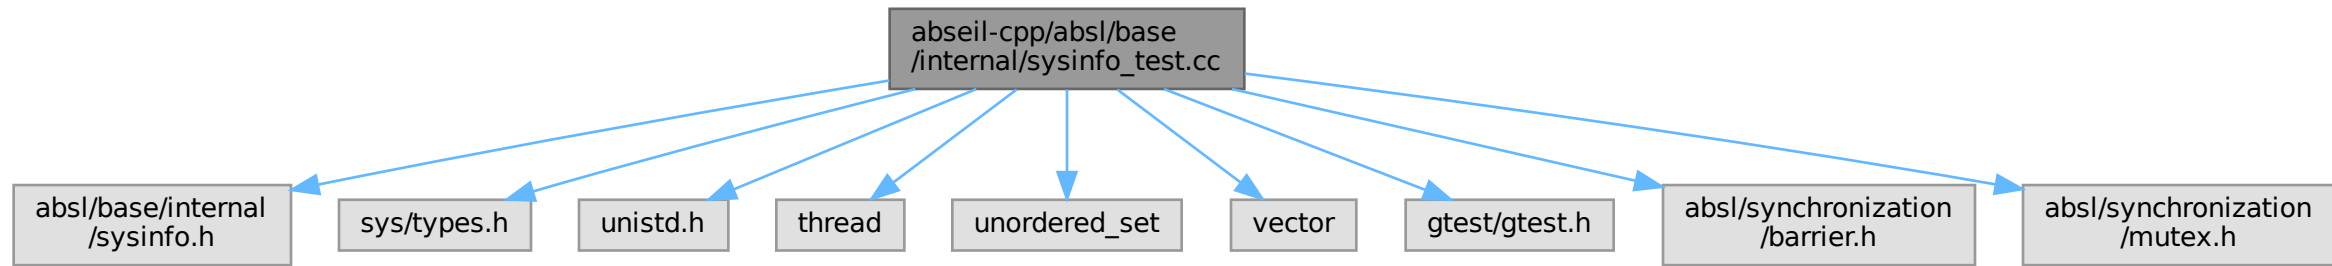 abseil-cpp/absl/base
/internal/sysinfo_test.cc
absl/base/internal
/sysinfo.h
sys/types.h
unistd.h
thread
unordered_set
vector
gtest/gtest.h
absl/synchronization
/barrier.h
absl/synchronization
/mutex.h